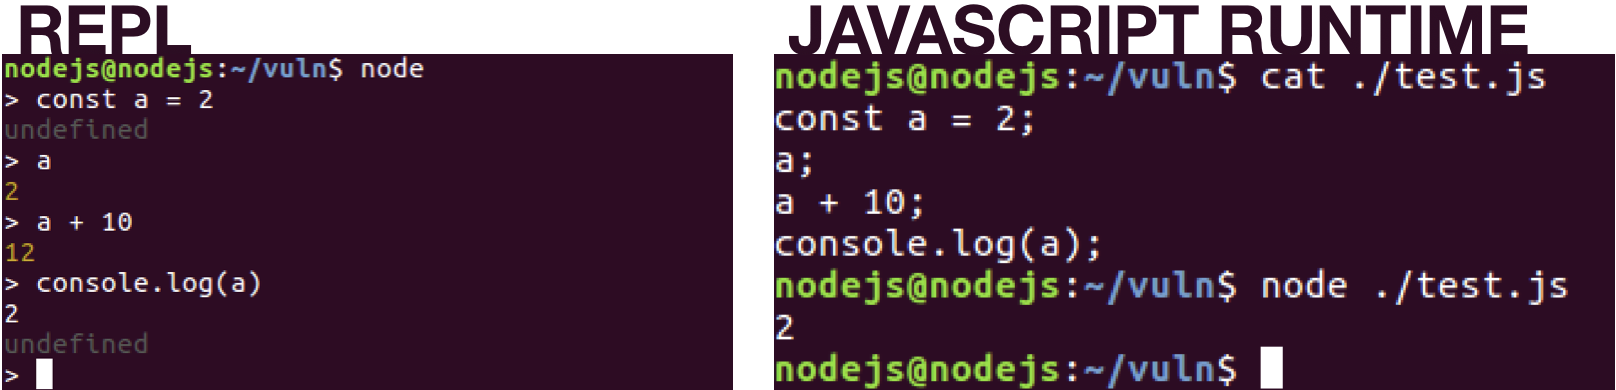 REPL
nodejs@nodejs:~/vuln$ node
> const a = 2
undefined
> a
2
> a + 10
12
> console.log(a)
2
undefined
>
JAVASCRIPT RUNTIME
nodejs@nodejs:~/vuln$ cat ./test.js
const a = 2;
a;
a + 10;
console.log(a);
nodejs@nodejs:~/vuln$ node ./test.js
2
nodejs@nodejs:~/vuln$